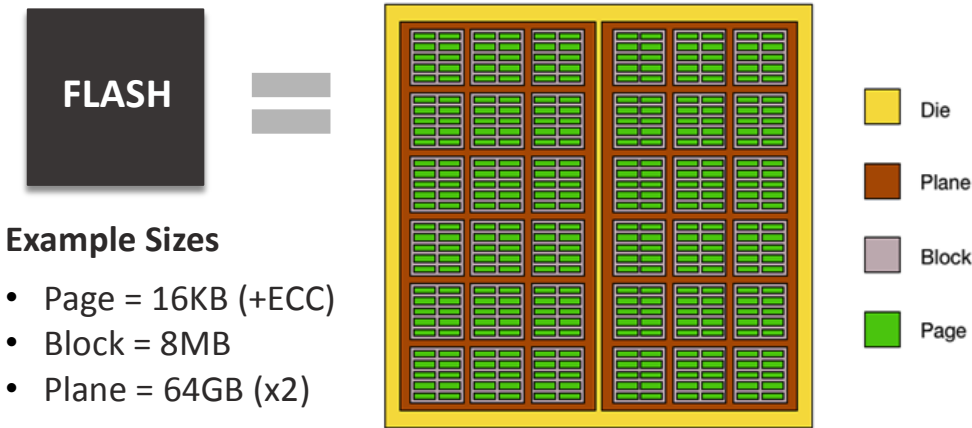 FLASH
Example Sizes
• Page = 16KB (+ECC)
• Block = 8MB
• Plane = 64GB (x2)
Die
Plane
Block
Page